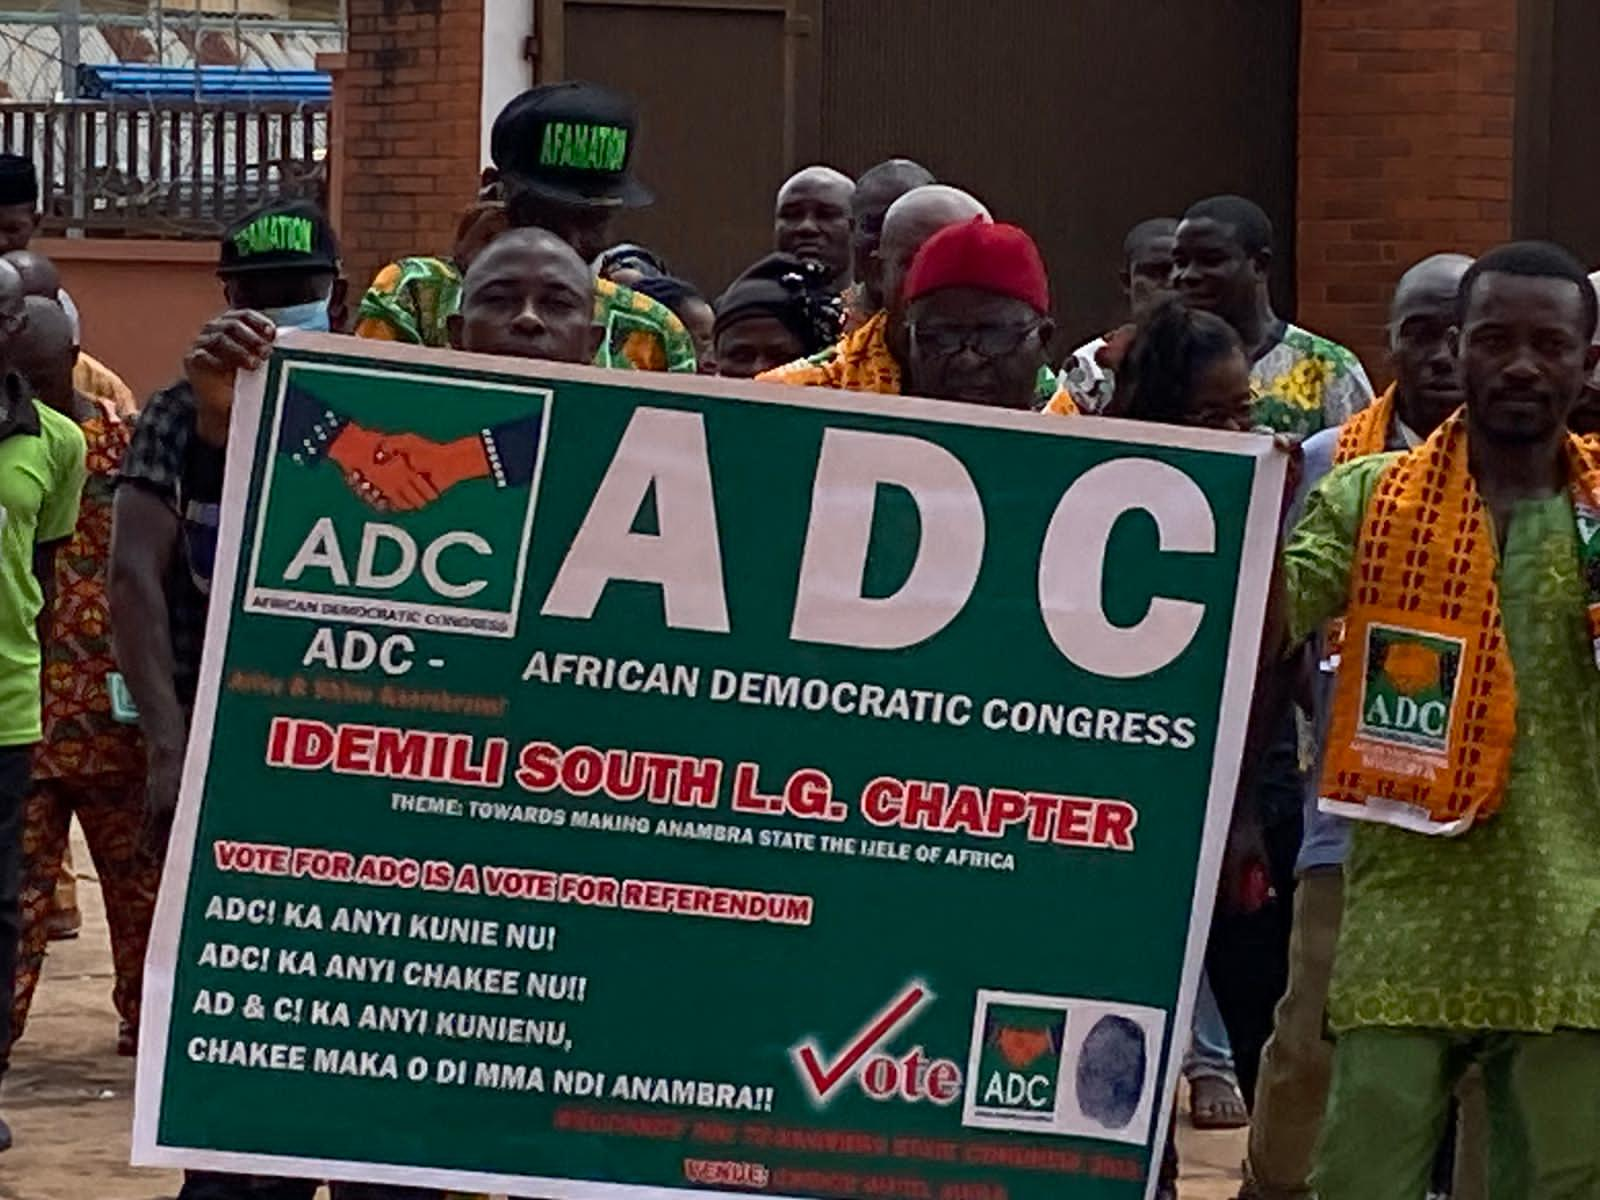 AFAMATION
AMATION
ADC
AFRICAN DEMOCRATIC CONGRESS
ADC -
ADC
AFRICAN DEMOCRATIC CONGRESS
IDEMILI SOUTH L.G. CHAPTER
THEME: TOWARDS MAKING ANAMBRA STATE THE IJELE OF AFRICA
VOTE FOR ADC IS A VOTE FOR REFERENDUM
ADC! KA ANYI KUNIE NU!
ADC! KA ANYI CHAKEE NU!!
AD & C! KA ANYI KUNIENU,
CHAKEE MAKA O DI MMA NDI ANAMBRA!!
Vote
ADC
VENUE:
ADC